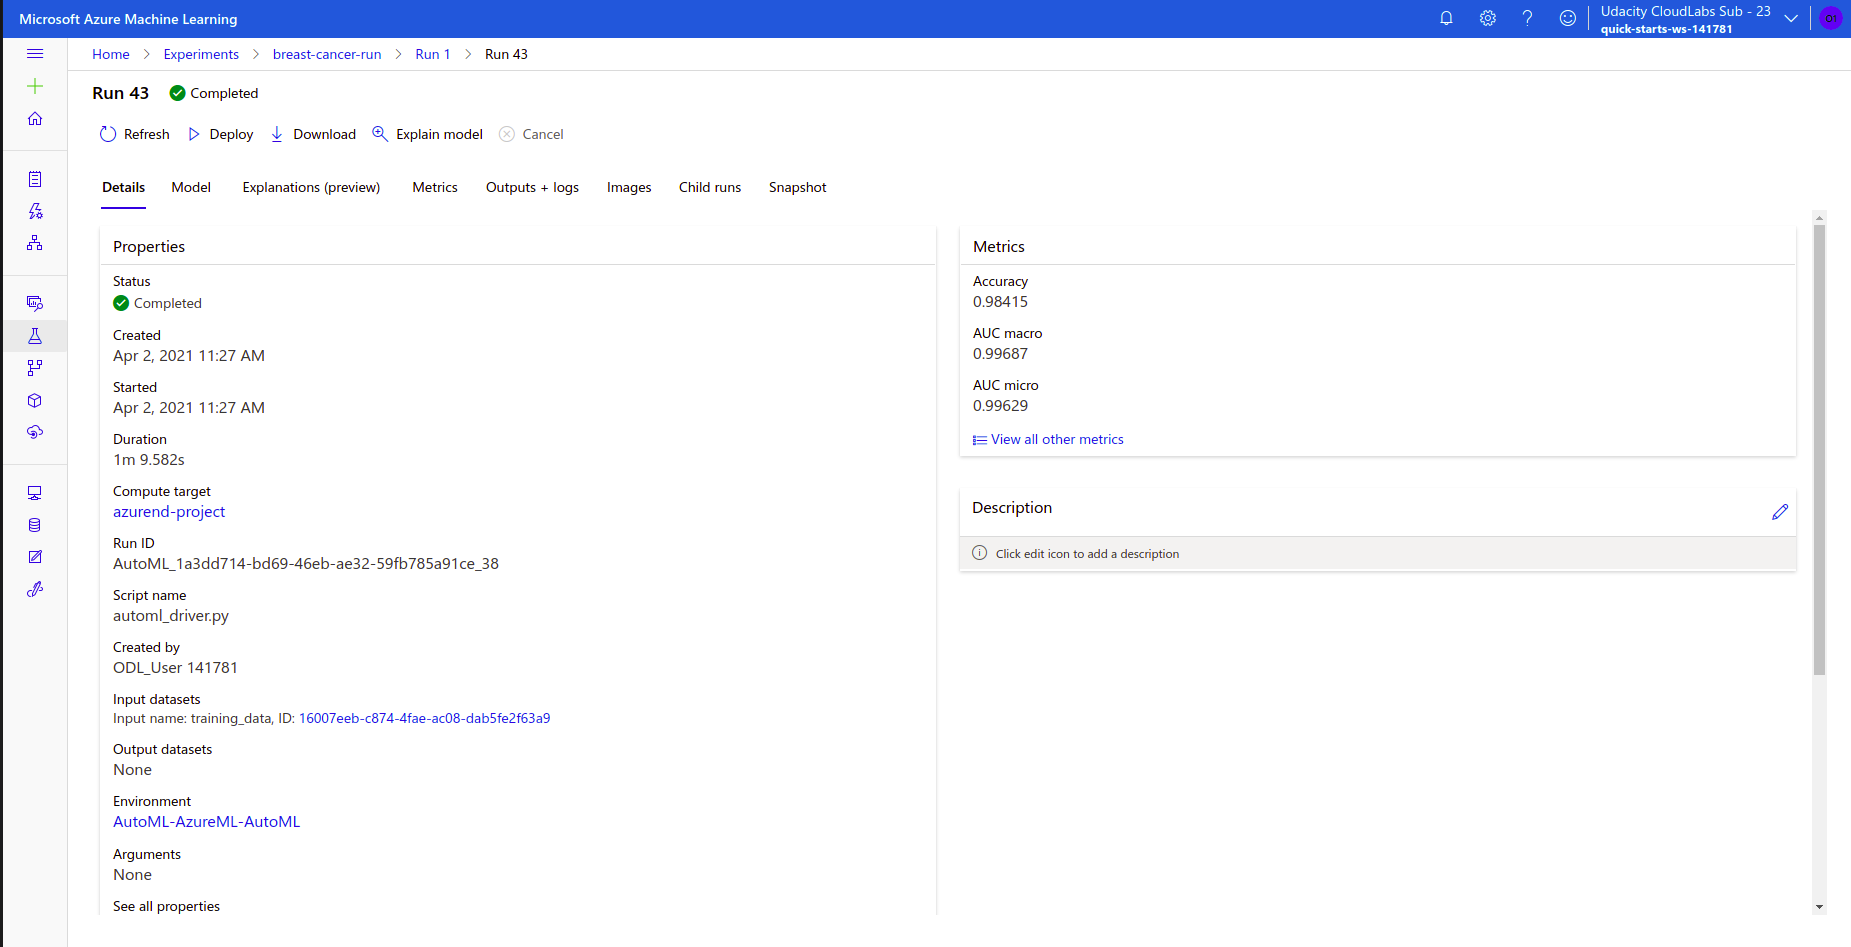 Microsoft Azure Machine Learning
Udacity CloudLabs Sub - 23
quick-starts-ws-141781
Home > Experiments > breast-cancer-run > Run 1 > Run 43
Run 43 Completed
Refresh Deploy Download Explain model Cancel
Details Model Explanations (preview) Metrics Outputs + logs Images Child runs Snapshot
Properties
Status
Completed
Created
Apr 2, 2021 11:27 AM
Started
Apr 2, 2021 11:27 AM
Duration
1m 9.582s
Compute target
azurend-project
Run ID
AutoML_1a3dd714-bd69-46eb-ae32-59fb785a91ce_38
Script name
automl_driver.py
Created by
ODL_User 141781
Input datasets
Input name: training_data, ID: 16007eeb-c874-4fae-ac08-dab5fe2f63a9
Output datasets
None
Environment
AutoML-AzureML-AutoML
Arguments
None
See all properties
Metrics
Accuracy
0.98415
AUC macro
0.99687
AUC micro
0.99629
View all other metrics
Description
Click edit icon to add a description